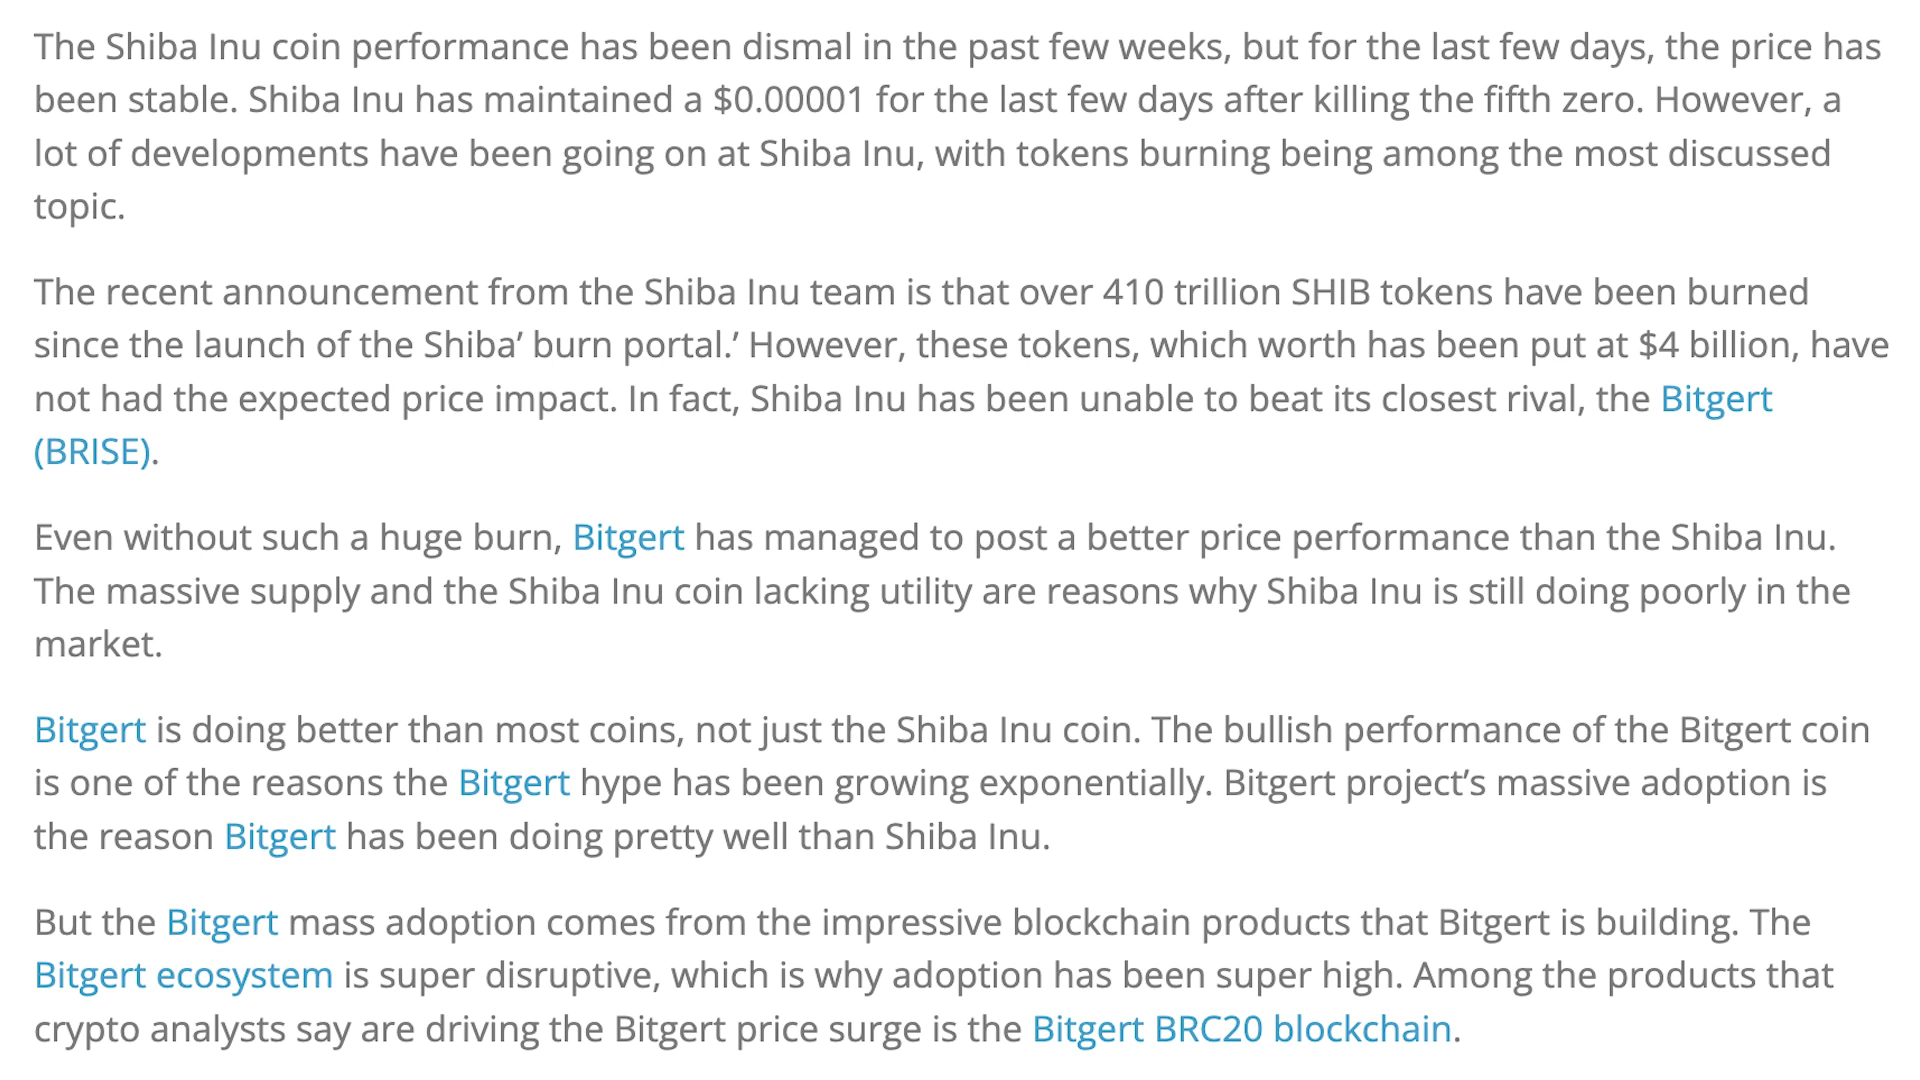 The Shiba Inu coin performance has been dismal in the past few weeks, but for the last few days, the price has
been stable. Shiba Inu has maintained a $0.00001 for the last few days after killing the fifth zero. However, a
lot of developments have been going on at Shiba Inu, with tokens burning being among the most discussed
topic.
The recent announcement from the Shiba Inu team is that over 410 trillion SHIB tokens have been burned
since the launch of the Shiba’ burn portal.’ However, these tokens, which worth has been put at $4 billion, have
not had the expected price impact. In fact, Shiba Inu has been unable to beat its closest rival, the Bitgert
(BRISE).
Even without such a huge burn, Bitgert has managed to post a better price performance than the Shiba Inu.
The massive supply and the Shiba Inu coin lacking utility are reasons why Shiba Inu is still doing poorly in the
market.
Bitgert is doing better than most coins, not just the Shiba Inu coin. The bullish performance of the Bitgert coin
is one of the reasons the Bitgert hype has been growing exponentially. Bitgert project’s massive adoption is
the reason Bitgert has been doing pretty well than Shiba Inu.
But the Bitgert mass adoption comes from the impressive blockchain products that Bitgert is building. The
Bitgert ecosystem is super disruptive, which is why adoption has been super high. Among the products that
crypto analysts say are driving the Bitgert price surge is the Bitgert BRC20 blockchain.